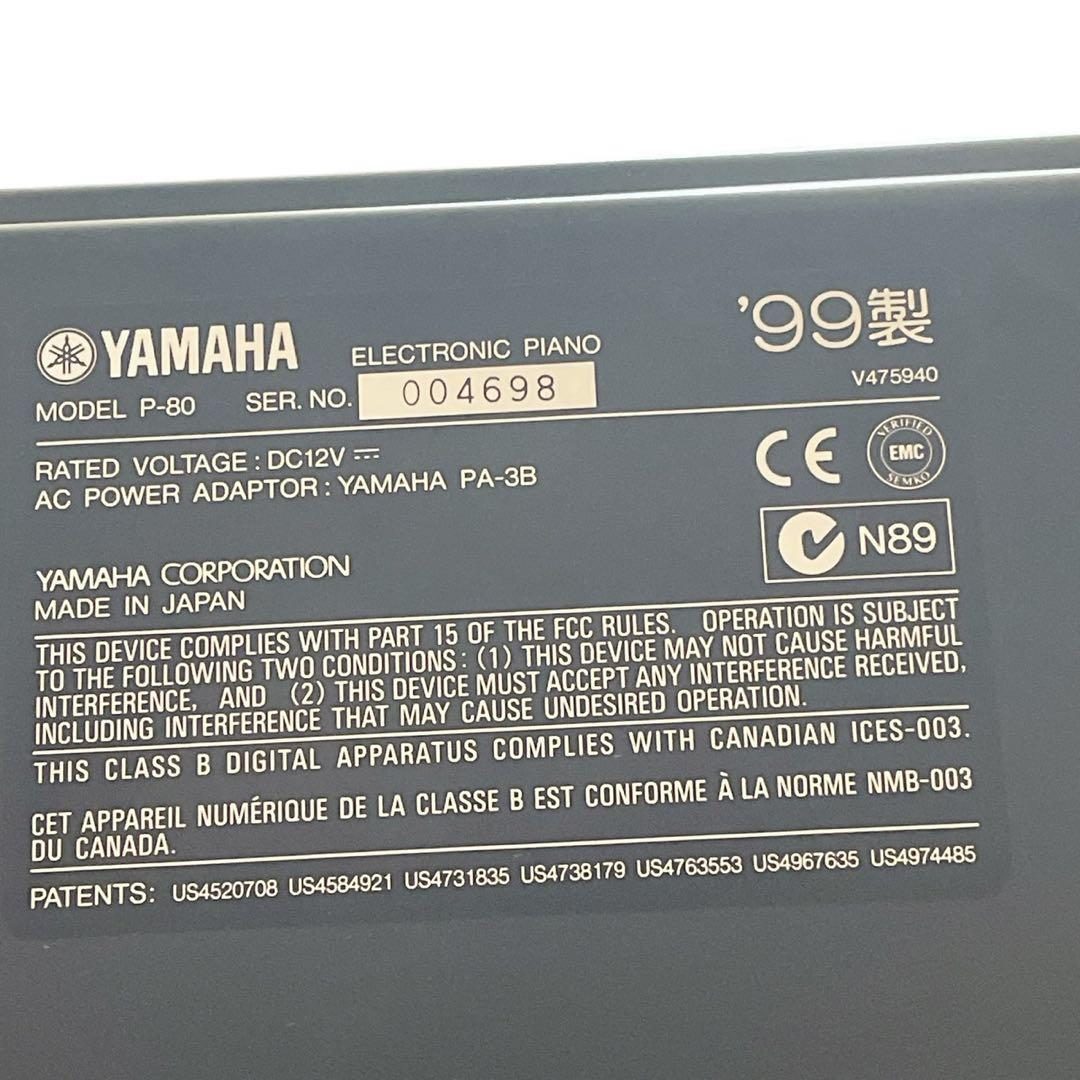 YAMAHA ELECTRONIC PIANO '99製
MODEL P-80 SER. NO. 004698 V475940
RATED VOLTAGE : DC12V ⎓
AC POWER ADAPTOR : YAMAHA PA-3B
CE VERIFIED EMC SEMKO
N89
YAMAHA CORPORATION
MADE IN JAPAN
THIS DEVICE COMPLIES WITH PART 15 OF THE FCC RULES. OPERATION IS SUBJECT
TO THE FOLLOWING TWO CONDITIONS : (1) THIS DEVICE MAY NOT CAUSE HARMFUL
INTERFERENCE, AND (2) THIS DEVICE MUST ACCEPT ANY INTERFERENCE RECEIVED,
INCLUDING INTERFERENCE THAT MAY CAUSE UNDESIRED OPERATION.
THIS CLASS B DIGITAL APPARATUS COMPLIES WITH CANADIAN ICES-003.
CET APPAREIL NUMÉRIQUE DE LA CLASSE B EST CONFORME À LA NORME NMB-003
DU CANADA.
PATENTS: US4520708 US4584921 US4731835 US4738179 US4763553 US4967635 US4974485